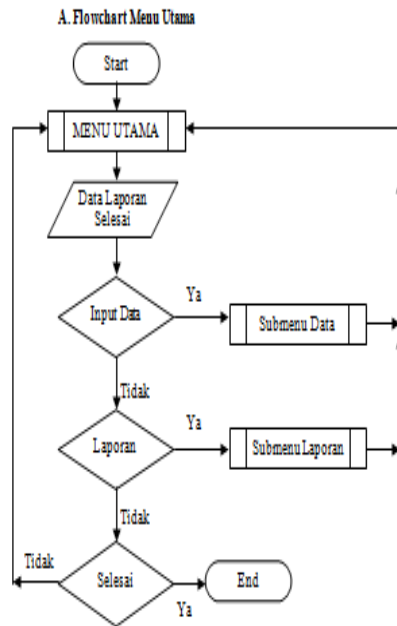 A. Flowchart Menu Utama
Start
MENU UTAMA
Data Laporan
Selesai
Input Data
Ya
Submenu Data
Tidak
Laporan
Ya
Submenu Laporan
Tidak
Selesai
Tidak
Ya
End